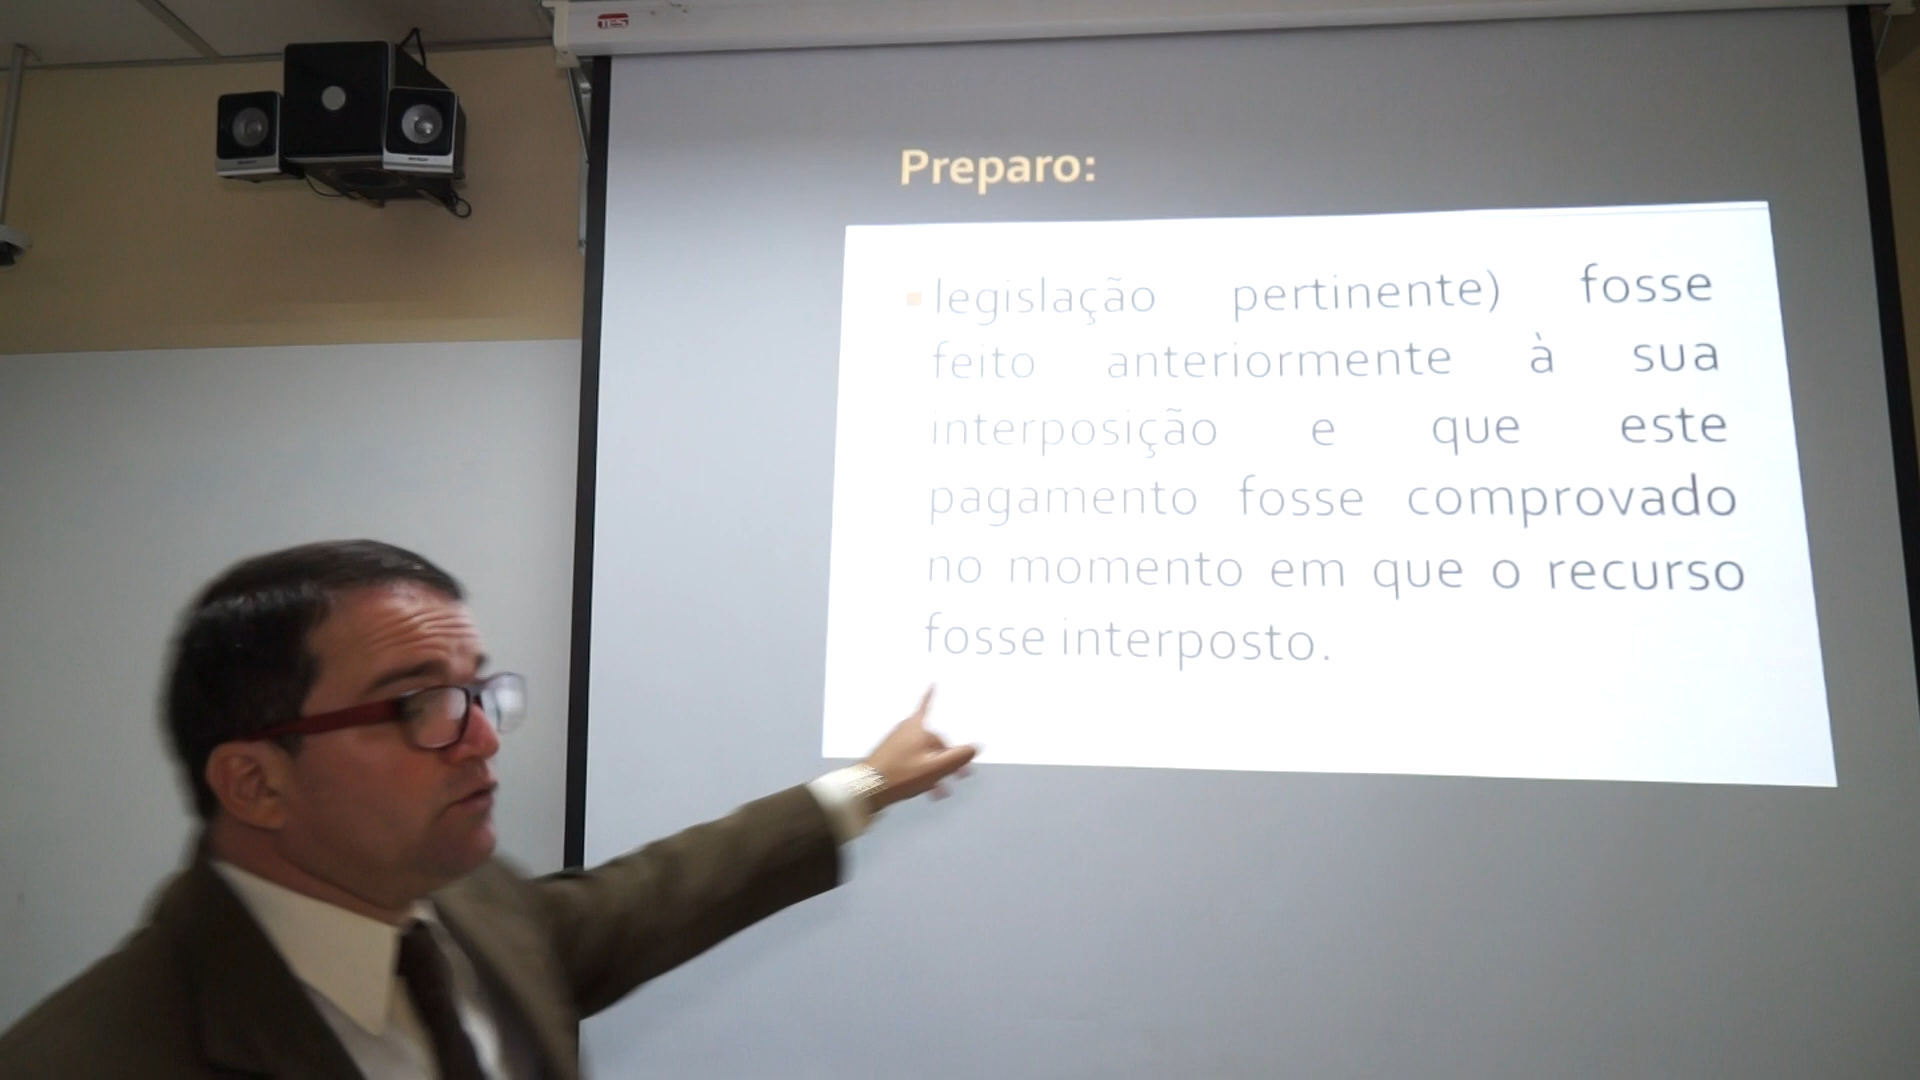 TES
Preparo:
legislação pertinente) fosse
feito anteriormente à sua
interposição e que este
pagamento fosse comprovado
no momento em que o recurso
fosse interposto.